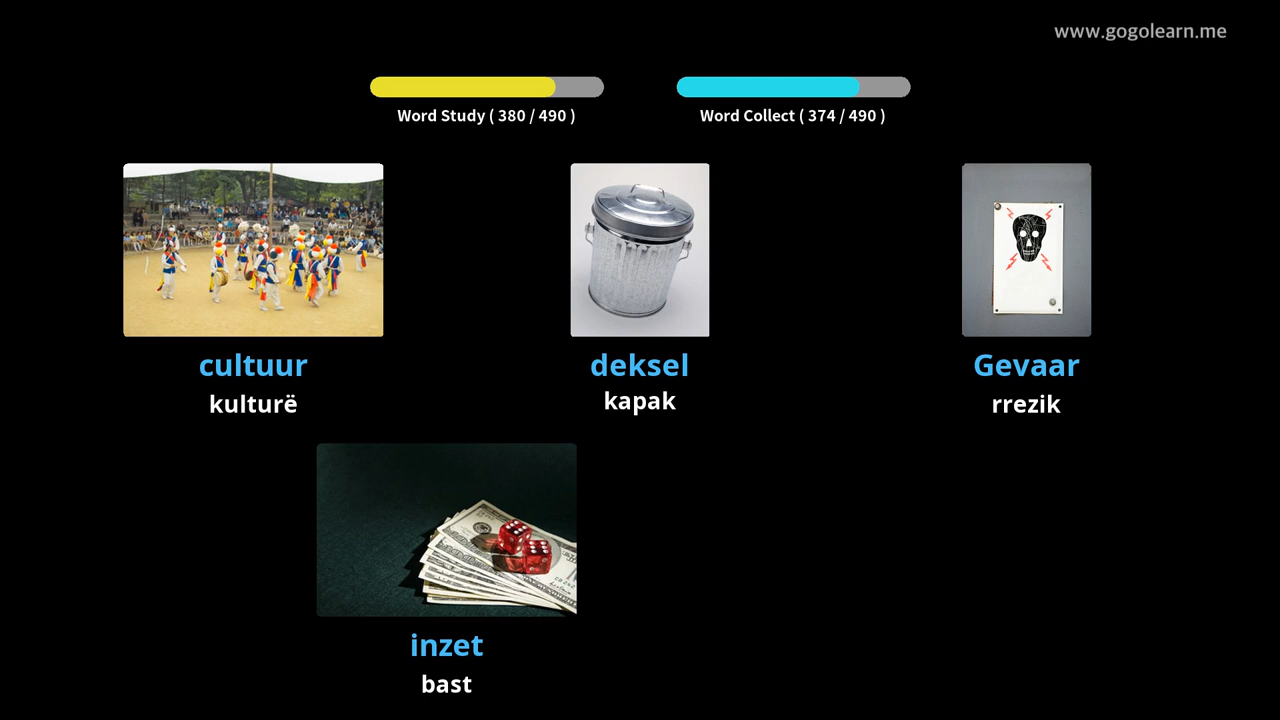 www.gogolearn.me
Word Study ( 380 / 490 )
Word Collect ( 374 / 490 )
cultuur
kulturë
deksel
kapak
Gevaar
rrezik
inzet
bast